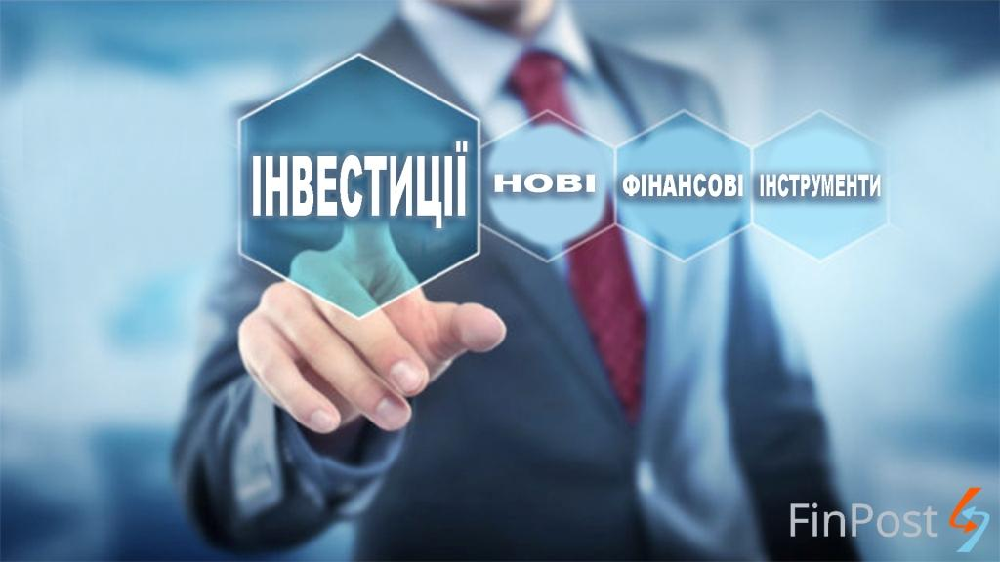 ІНВЕСТИЦІЇ
НОВІ
ФІНАНСОВІ
ІНСТРУМЕНТИ
FinPost